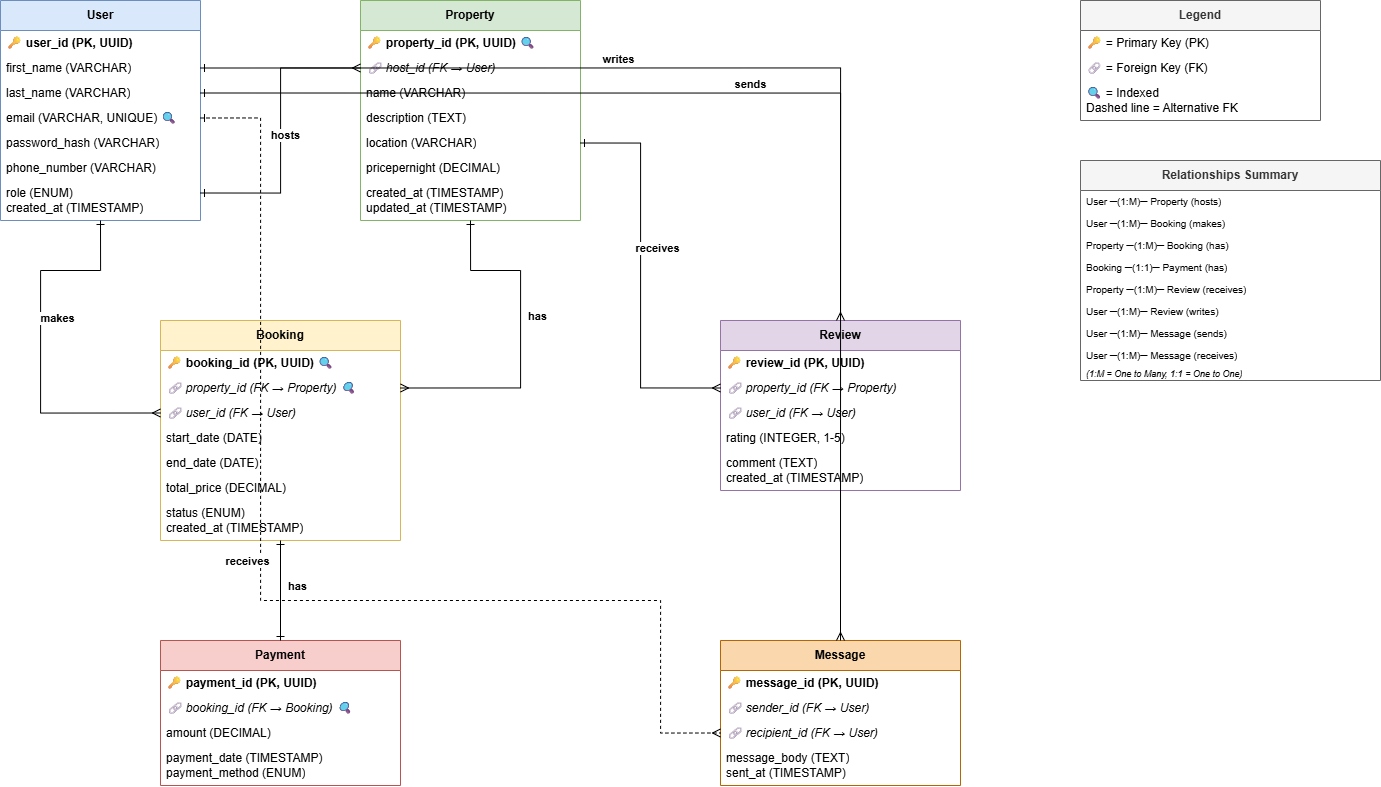 User
🔑 user_id (PK, UUID)
first_name (VARCHAR)
last_name (VARCHAR)
email (VARCHAR, UNIQUE) 🔍
password_hash (VARCHAR)
phone_number (VARCHAR)
role (ENUM)
created_at (TIMESTAMP)
Property
🔑 property_id (PK, UUID) 🔍
🔗 host_id (FK → User)
name (VARCHAR)
description (TEXT)
location (VARCHAR)
pricepernight (DECIMAL)
created_at (TIMESTAMP)
updated_at (TIMESTAMP)
writes
sends
hosts
receives
makes
has
Booking
🔑 booking_id (PK, UUID) 🔍
🔗 property_id (FK → Property) 🔍
🔗 user_id (FK → User)
start_date (DATE)
end_date (DATE)
total_price (DECIMAL)
status (ENUM)
created_at (TIMESTAMP)
Review
🔑 review_id (PK, UUID)
🔗 property_id (FK → Property)
🔗 user_id (FK → User)
rating (INTEGER, 1-5)
comment (TEXT)
created_at (TIMESTAMP)
receives
has
Payment
🔑 payment_id (PK, UUID)
🔗 booking_id (FK → Booking) 🔍
amount (DECIMAL)
payment_date (TIMESTAMP)
payment_method (ENUM)
Message
🔑 message_id (PK, UUID)
🔗 sender_id (FK → User)
🔗 recipient_id (FK → User)
message_body (TEXT)
sent_at (TIMESTAMP)
Legend
🔑 = Primary Key (PK)
🔗 = Foreign Key (FK)
🔍 = Indexed
Dashed line = Alternative FK
Relationships Summary
User ─(1:M)─ Property (hosts)
User ─(1:M)─ Booking (makes)
Property ─(1:M)─ Booking (has)
Booking ─(1:1)─ Payment (has)
Property ─(1:M)─ Review (receives)
User ─(1:M)─ Review (writes)
User ─(1:M)─ Message (sends)
User ─(1:M)─ Message (receives)
(1:M = One to Many, 1:1 = One to One)